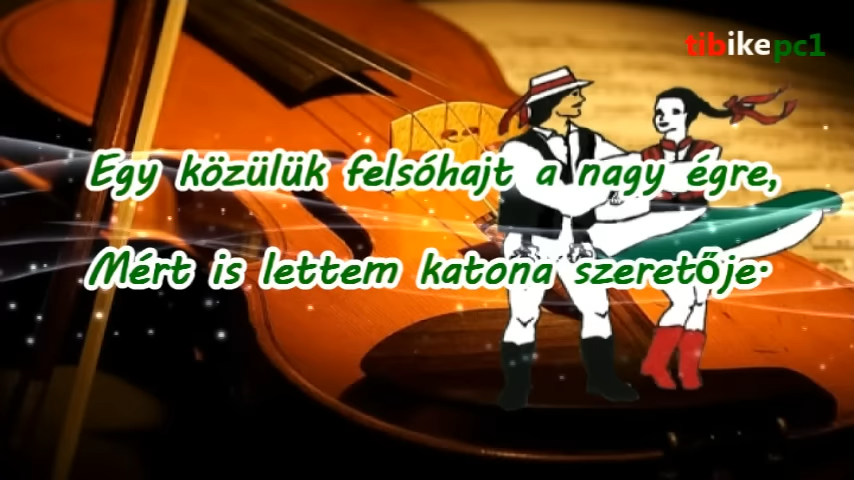 tibikepc1
Egy közülük felsóhajt a nagy égre,
Mért is lettem katona szeretője.